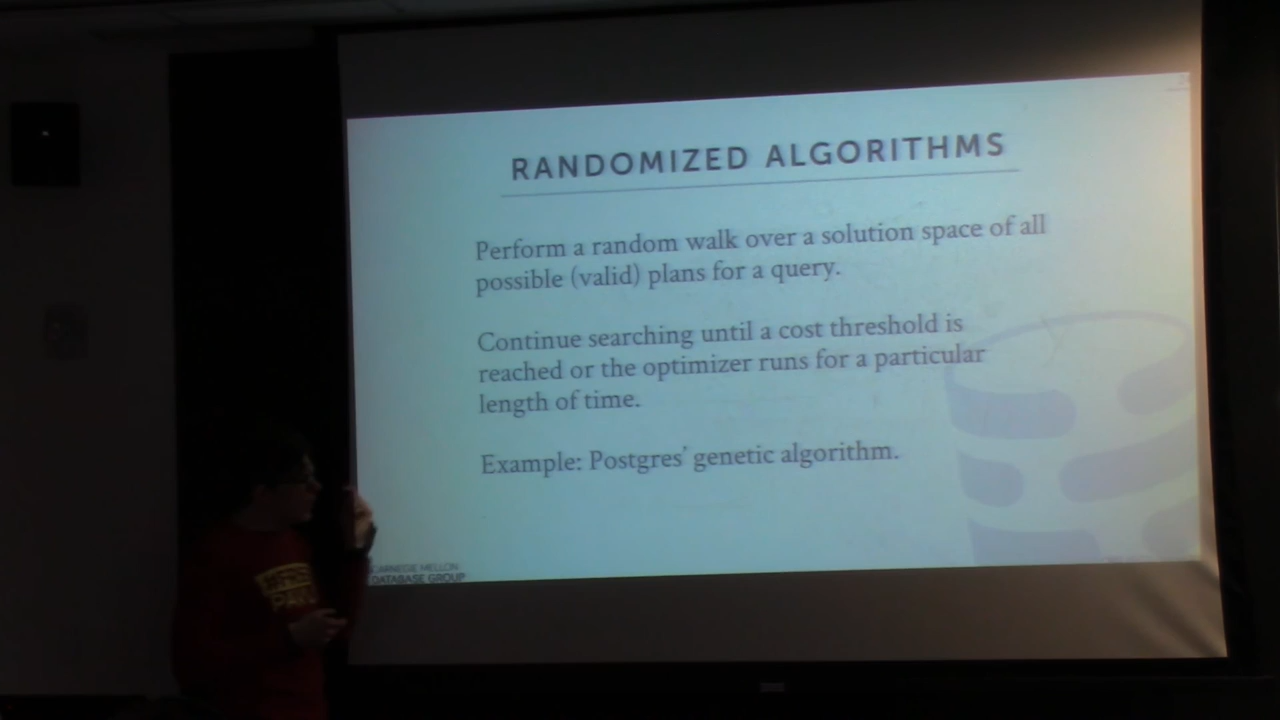 RANDOMIZED ALGORITHMS
Perform a random walk over a solution space of all
possible (valid) plans for a query.
Continue searching until a cost threshold is
reached or the optimizer runs for a particular
length of time.
Example: Postgres' genetic algorithm.
CARNEGIE MELLON
DATABASE GROUP